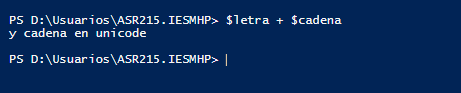 PS D:\Usuarios\ASR215.IESMHP> $letra + $cadena
y cadena en unicode
PS D:\Usuarios\ASR215.IESMHP>